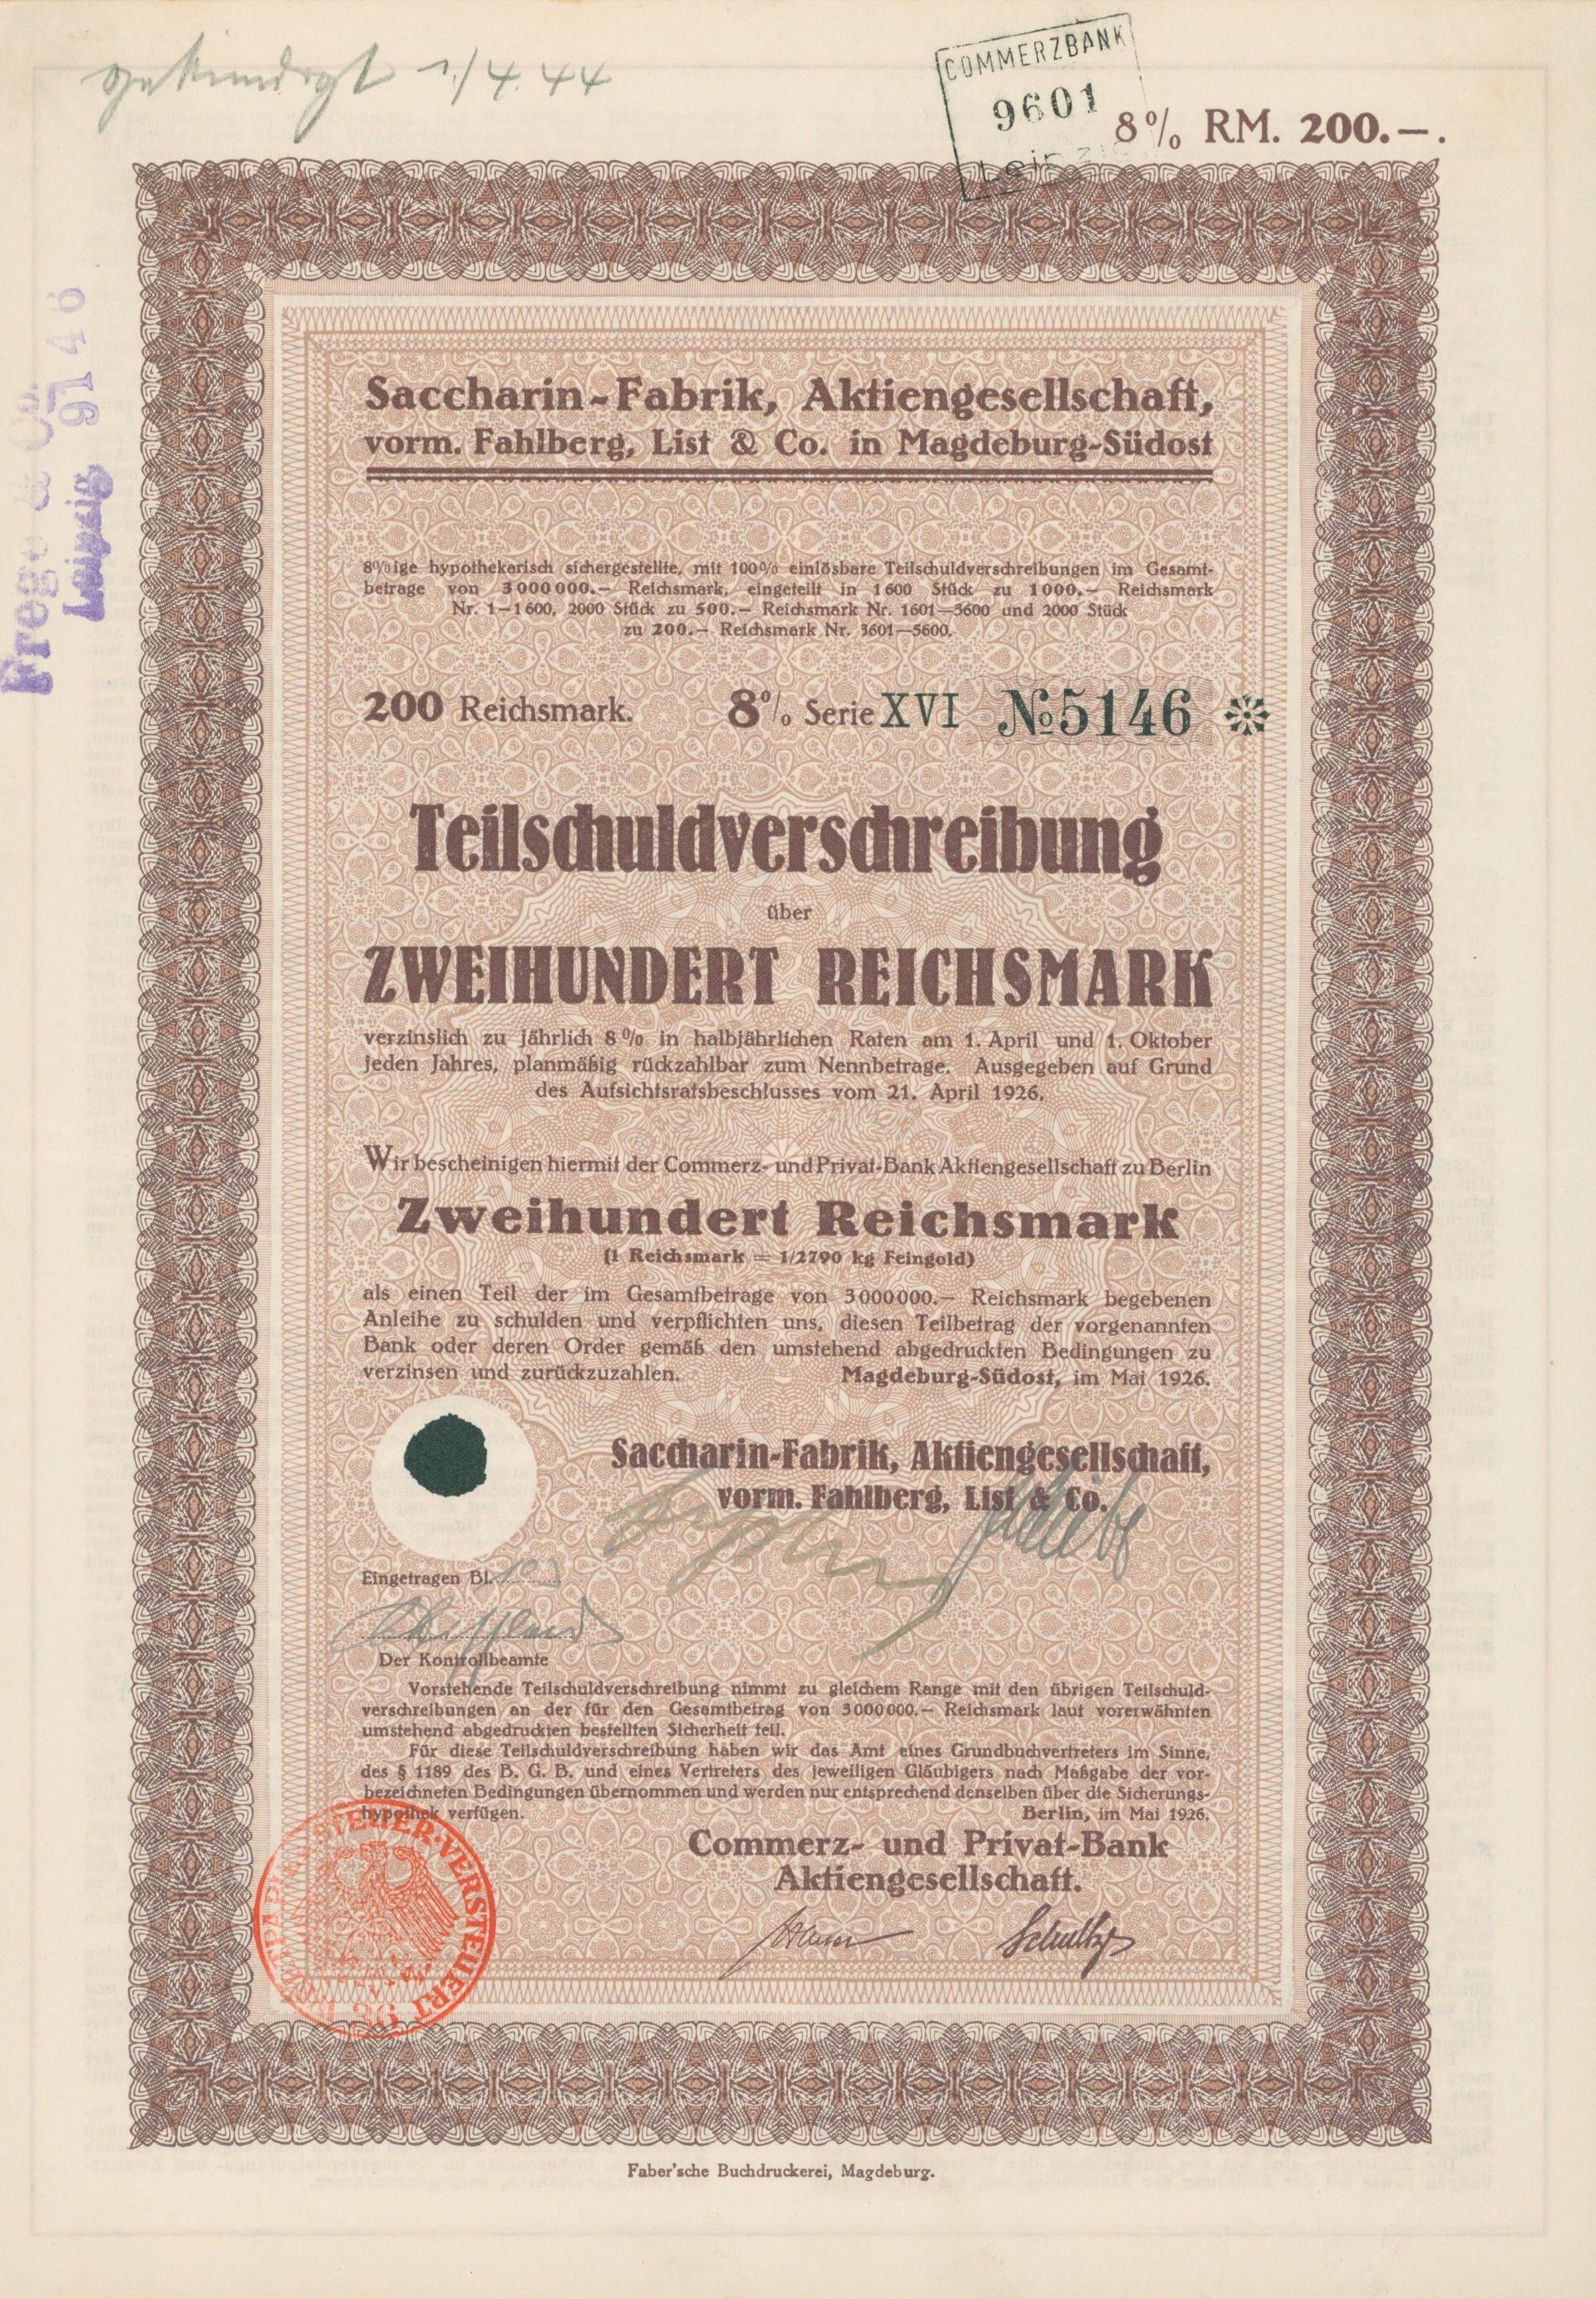 gekündigt 1/4.44
COMMERZBANK
9601
Leipzig
8% RM. 200.—.
Frege & Co.
Leipzig
97146
Saccharin-Fabrik, Aktiengesellschaft,
vorm. Fahlberg, List & Co. in Magdeburg-Südost
8%ige hypothekarisch sichergestellte, mit 100% einlösbare Teilschuldverschreibungen im Gesamt-
betrage von 3000000.— Reichsmark, eingeteilt in 1600 Stück zu 1000.— Reichsmark
Nr. 1—1600, 2000 Stück zu 500.— Reichsmark Nr. 1601—3600 und 2000 Stück
zu 200.— Reichsmark Nr. 3601—5600.
200 Reichsmark. 8% Serie XVI №5146
Teilschuldverschreibung
über
ZWEIHUNDERT REICHSMARK
verzinslich zu jährlich 8% in halbjährlichen Raten am 1. April und 1. Oktober
jeden Jahres, planmäßig rückzahlbar zum Nennbetrage. Ausgegeben auf Grund
des Aufsichtsratsbeschlusses vom 21. April 1926.
Wir bescheinigen hiermit der Commerz- und Privat-Bank Aktiengesellschaft zu Berlin
Zweihundert Reichsmark
(1 Reichsmark = 1/2790 kg Feingold)
als einen Teil der im Gesamtbetrage von 3000000.— Reichsmark begebenen
Anleihe zu schulden und verpflichten uns, diesen Teilbetrag der vorgenannten
Bank oder deren Order gemäß den umstehend abgedruckten Bedingungen zu
verzinsen und zurückzuzahlen. Magdeburg-Südost, im Mai 1926.
Saccharin-Fabrik, Aktiengesellschaft,
vorm. Fahlberg, List & Co.
Eingetragen Bl. 103
Der Kontrollbeamte
Vorstehende Teilschuldverschreibung nimmt zu gleichem Range mit den übrigen Teilschuld-
verschreibungen an der für den Gesamtbetrag von 3000000.— Reichsmark laut vorerwähnten
umstehend abgedruckten bestellten Sicherheit teil.
Für diese Teilschuldverschreibung haben wir das Amt eines Grundbuchvertreters im Sinne
des § 1189 des B. G. B. und eines Vertreters des jeweiligen Gläubigers nach Maßgabe der vor-
bezeichneten Bedingungen übernommen und werden nur entsprechend denselben über die Sicherungs-
hypothek verfügen. Berlin, im Mai 1926.
Commerz- und Privat-Bank
Aktiengesellschaft.
Schultze
WERTPAPIERSTEUER-VERSTEUERT
26
Faber'sche Buchdruckerei, Magdeburg.